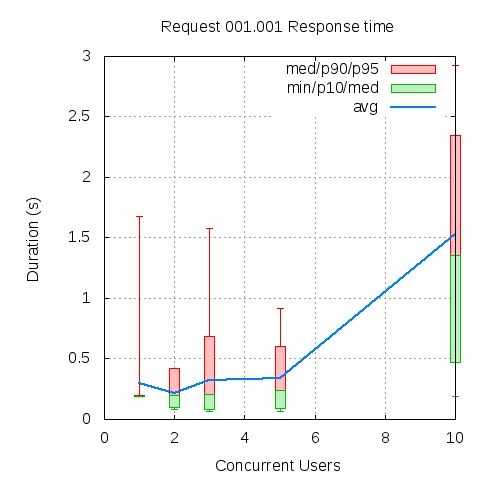 Request 001.001 Response time
3
med/p90/p95
min/p10/med
avg
2.5
2
1.5
1
0.5
0
Duration (s)
0 2 4 6 8 10
Concurrent Users